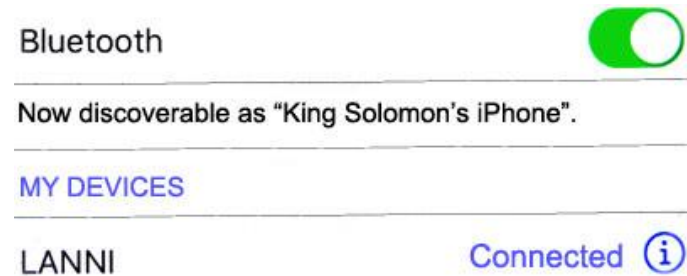 Bluetooth
Now discoverable as “King Solomon's iPhone”.
MY DEVICES
LANNI Connected